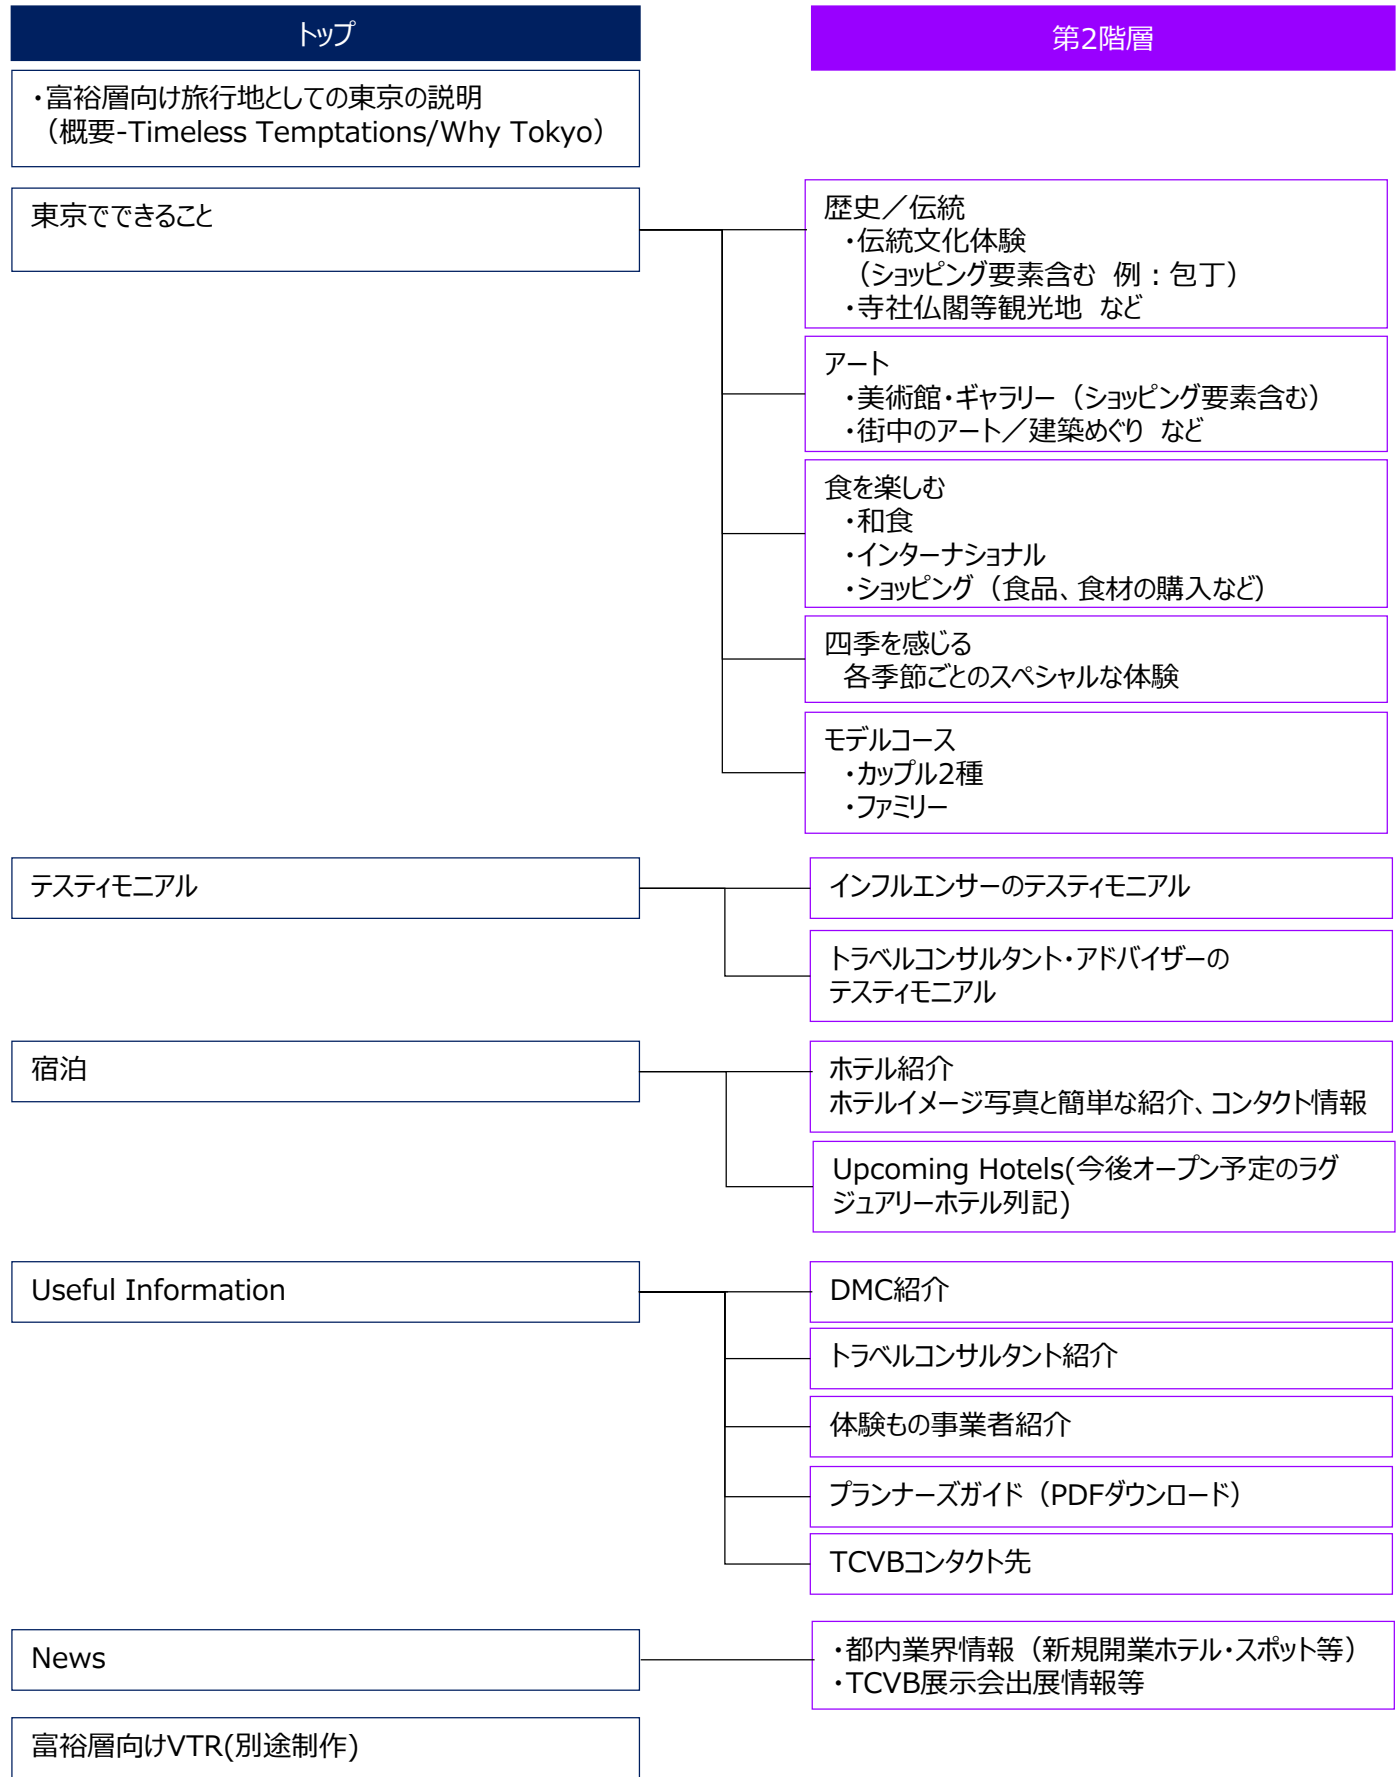 トップ
第2階層
・富裕層向け旅行地としての東京の説明
（概要-Timeless Temptations/Why Tokyo）
東京でできること
歴史／伝統
・伝統文化体験
（ショッピング要素含む 例：包丁）
・寺社仏閣等観光地 など
アート
・美術館・ギャラリー（ショッピング要素含む）
・街中のアート／建築めぐり など
食を楽しむ
・和食
・インターナショナル
・ショッピング（食品、食材の購入など）
四季を感じる
各季節ごとのスペシャルな体験
モデルコース
・カップル2種
・ファミリー
テスティモニアル
インフルエンサーのテスティモニアル
トラベルコンサルタント・アドバイザーの
テスティモニアル
宿泊
ホテル紹介
ホテルイメージ写真と簡単な紹介、コンタクト情報
Upcoming Hotels(今後オープン予定のラグ
ジュアリーホテル列記)
Useful Information
DMC紹介
トラベルコンサルタント紹介
体験もの事業者紹介
プランナーズガイド（PDFダウンロード）
TCVBコンタクト先
News
・都内業界情報（新規開業ホテル・スポット等）
・TCVB展示会出展情報等
富裕層向けVTR(別途制作)